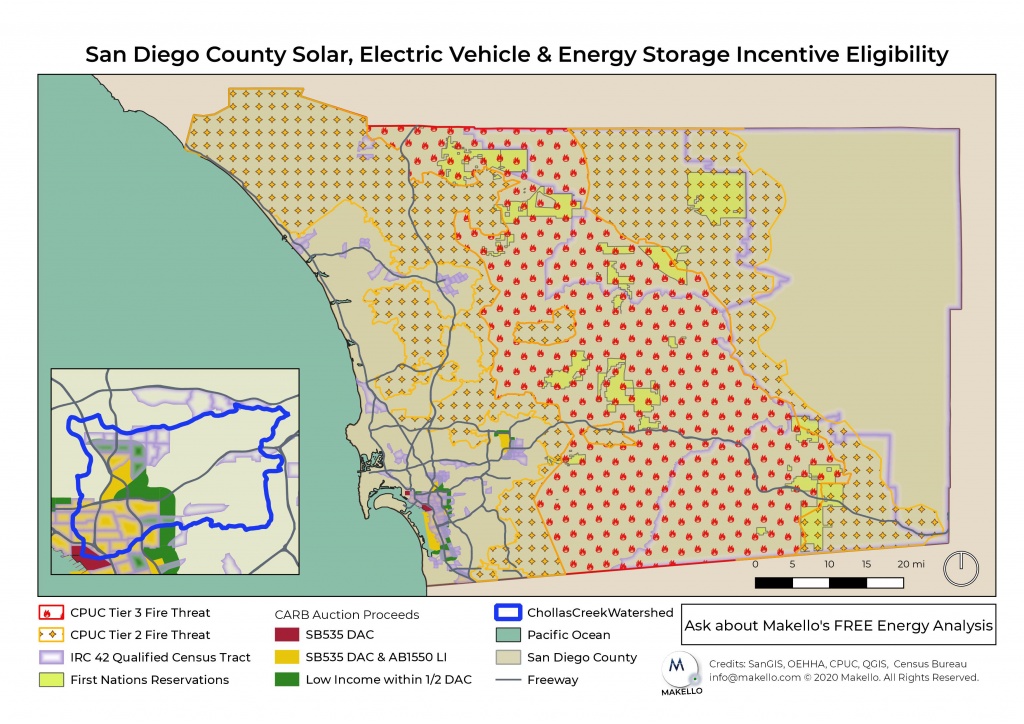 San Diego County Solar, Electric Vehicle & Energy Storage Incentive Eligibility
0 5 10 15 20 mi
CPUC Tier 3 Fire Threat
CPUC Tier 2 Fire Threat
IRC 42 Qualified Census Tract
First Nations Reservations
CARB Auction Proceeds
SB535 DAC
SB535 DAC & AB1550 LI
Low Income within 1/2 DAC
ChollasCreekWatershed
Pacific Ocean
San Diego County
Freeway
Ask about Makello's FREE Energy Analysis
M
MAKELLO
Credits: SanGIS, OEHHA, CPUC, QGIS, Census Bureau
info@makello.com © 2020 Makello. All Rights Reserved.